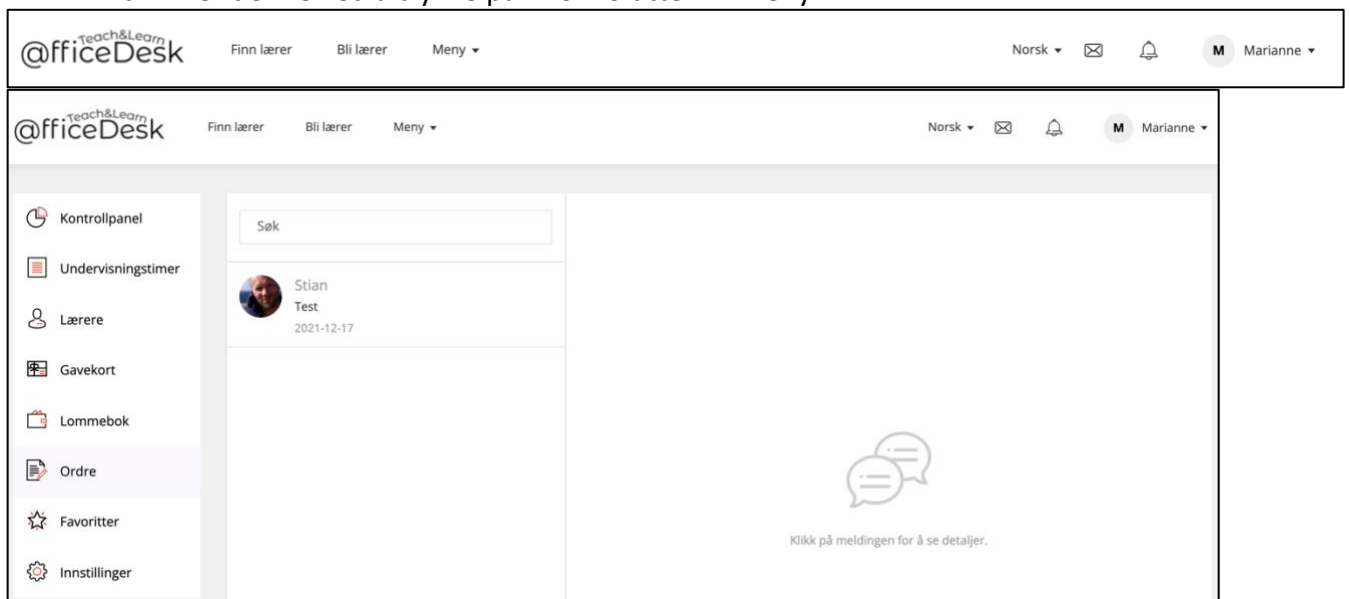 @fficeDesk Teach&Learn Finn lærer Bli lærer Meny Norsk M Marianne
@fficeDesk Teach&Learn Finn lærer Bli lærer Meny Norsk M Marianne
Kontrollpanel
Undervisningstimer
Lærere
Gavekort
Lommebok
Ordre
Favoritter
Innstillinger
Søk
Stian
Test
2021-12-17
Klikk på meldingen for å se detaljer.